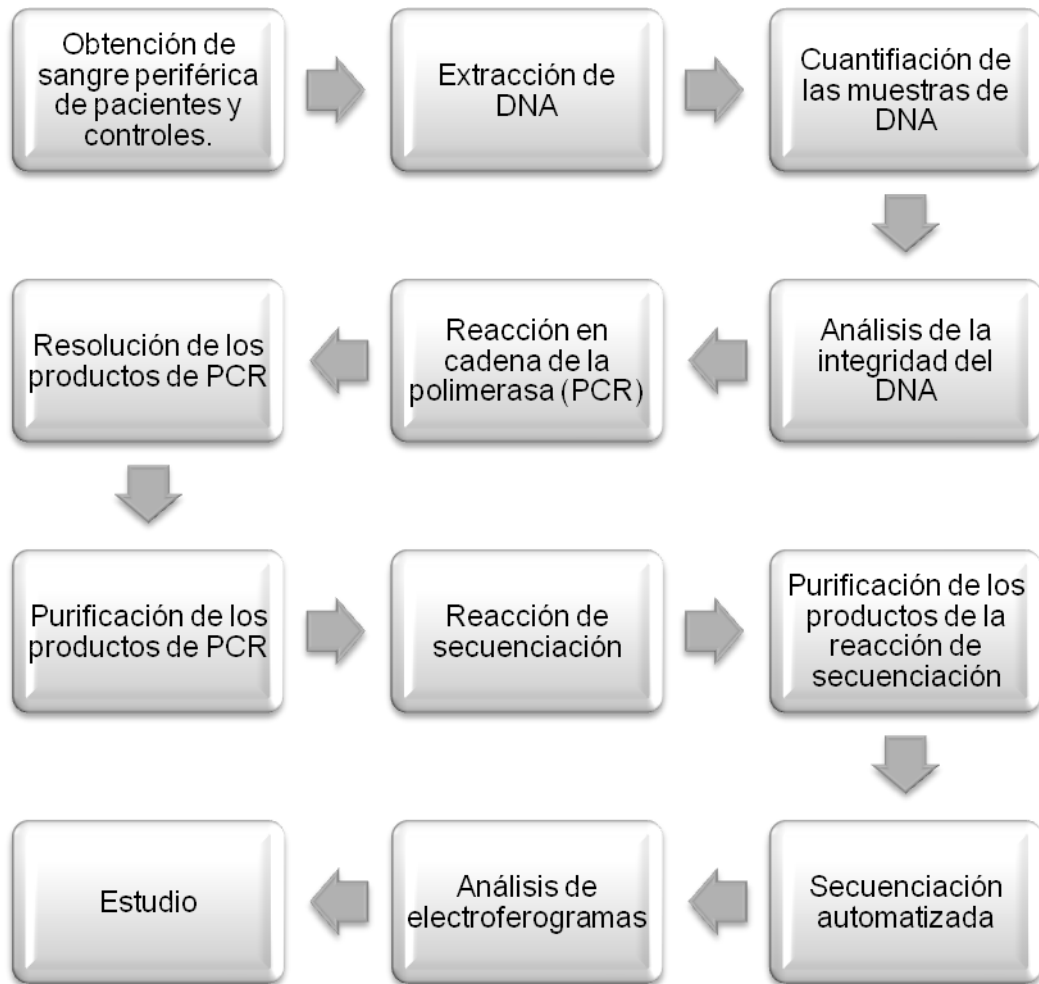 Obtención de
sangre periférica
de pacientes y
controles.
Extracción de
DNA
Cuantifiación de
las muestras de
DNA
Análisis de la
integridad del
DNA
Reacción en
cadena de la
polimerasa (PCR)
Resolución de los
productos de PCR
Purificación de los
productos de PCR
Reacción de
secuenciación
Purificación de los
productos de la
reacción de
secuenciación
Secuenciación
automatizada
Análisis de
electroferogramas
Estudio